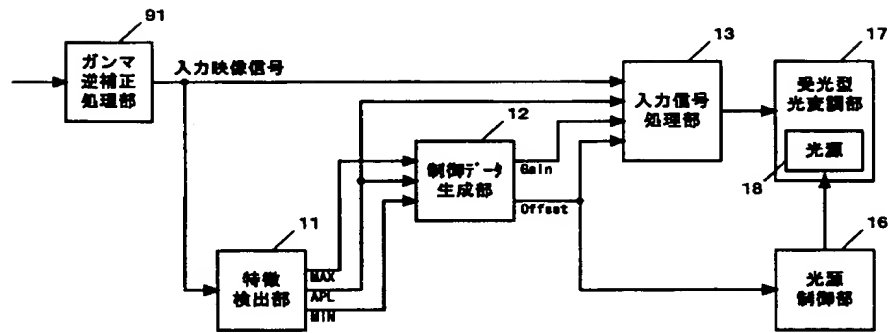 91
ガンマ
逆補正
処理部
入力映像信号
13
入力信号
処理部
17
受光型
光変調部
光源
18
12
制御データ
生成部
Gain
Offset
11
特徴
検出部
MAX
APL
MIN
16
光源
制御部